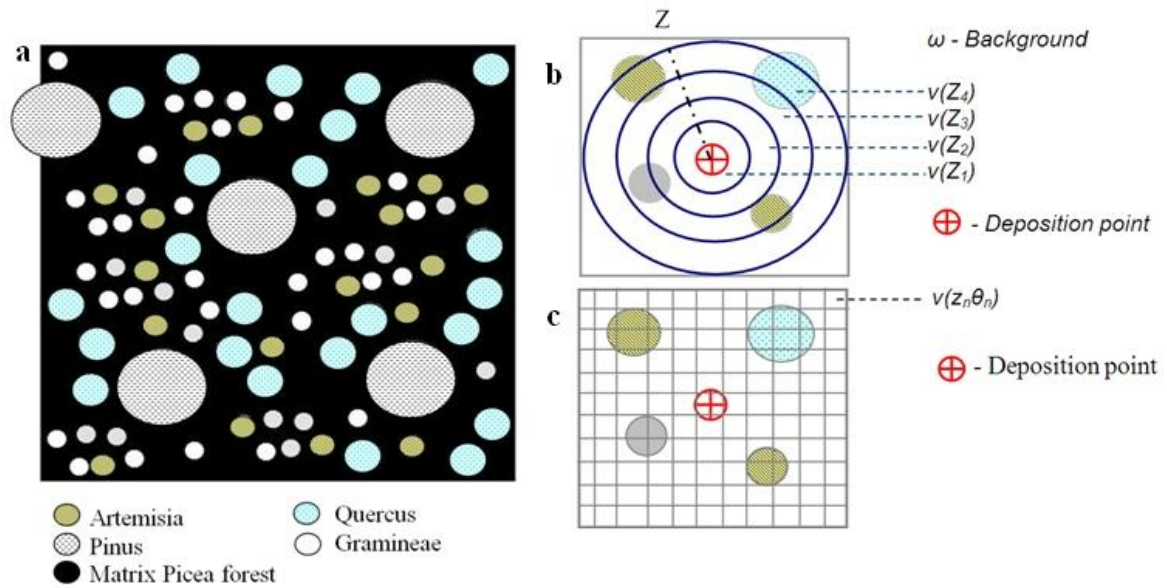 a
Artemisia
Pinus
Matrix Picea forest
Quercus
Gramineae
b
Z
ω - Background
v(Z₄)
v(Z₃)
v(Z₂)
v(Z₁)
- Deposition point
c
v(zₙθₙ)
- Deposition point